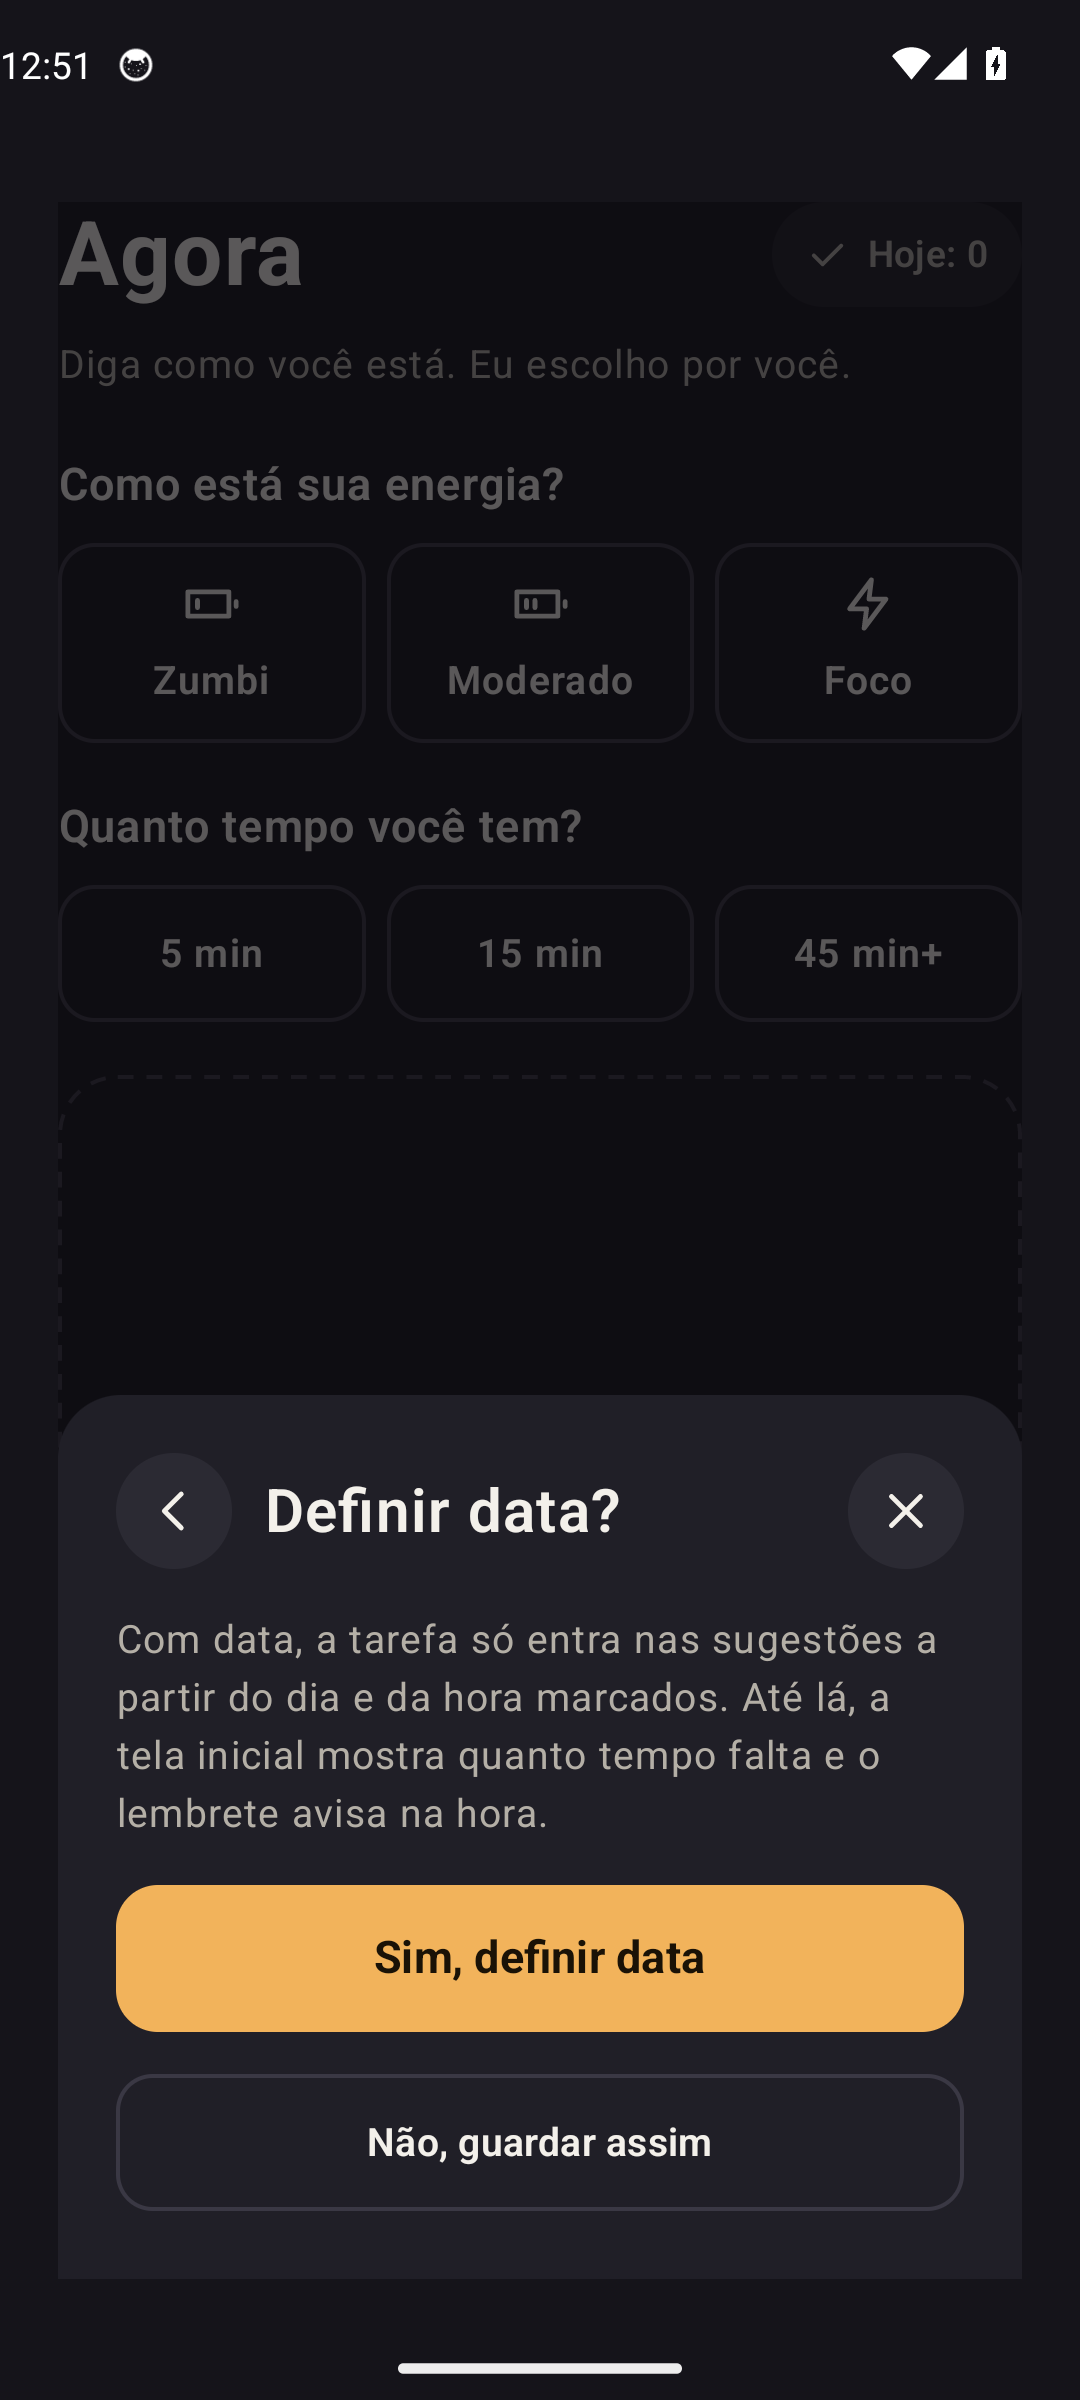 12:51
Agora
Hoje: 0
Diga como você está. Eu escolho por você.
Como está sua energia?
Zumbi
Moderado
Foco
Quanto tempo você tem?
5 min
15 min
45 min+
Definir data?
Com data, a tarefa só entra nas sugestões a
partir do dia e da hora marcados. Até lá, a
tela inicial mostra quanto tempo falta e o
lembrete avisa na hora.
Sim, definir data
Não, guardar assim